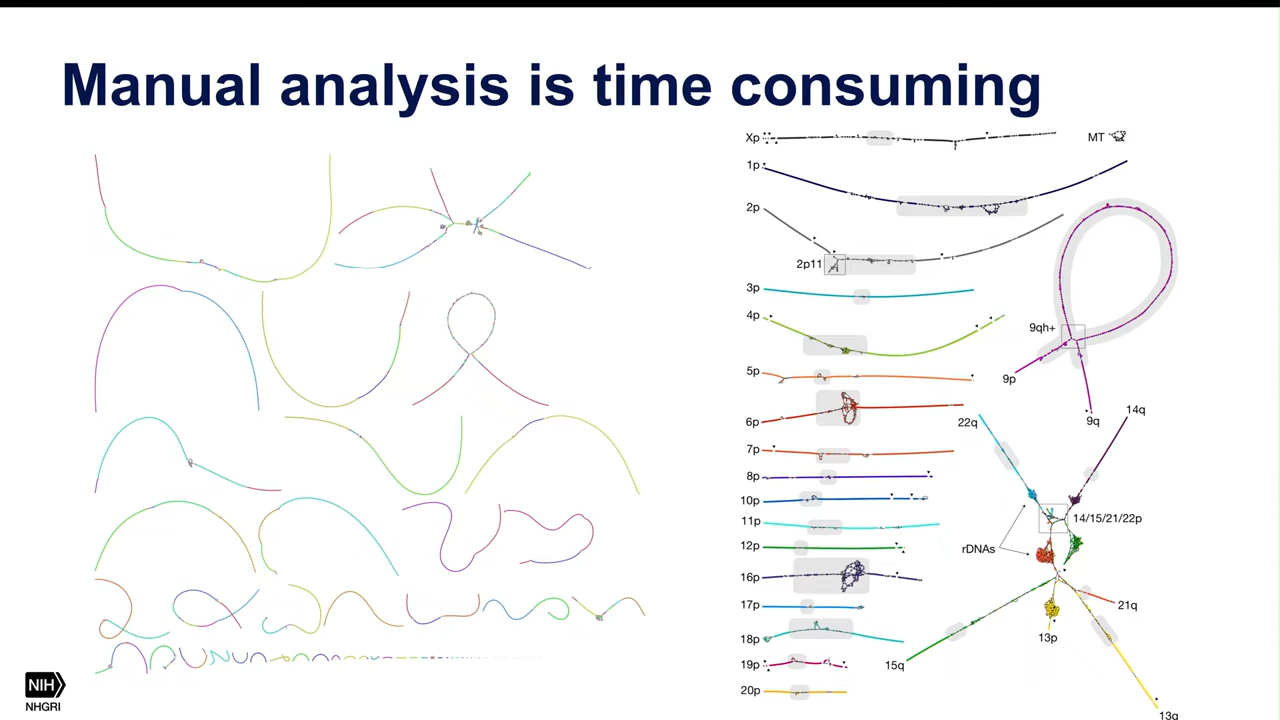 Manual analysis is time consuming
Xp
MT
1p
2p
2p11
3p
4p
9qh+
5p
9p
6p
9q
14q
22q
7p
8p
10p
11p
14/15/21/22p
12p
rDNAs
16p
17p
21q
18p
13p
19p
15q
20p
13q
NIH
NHGRI